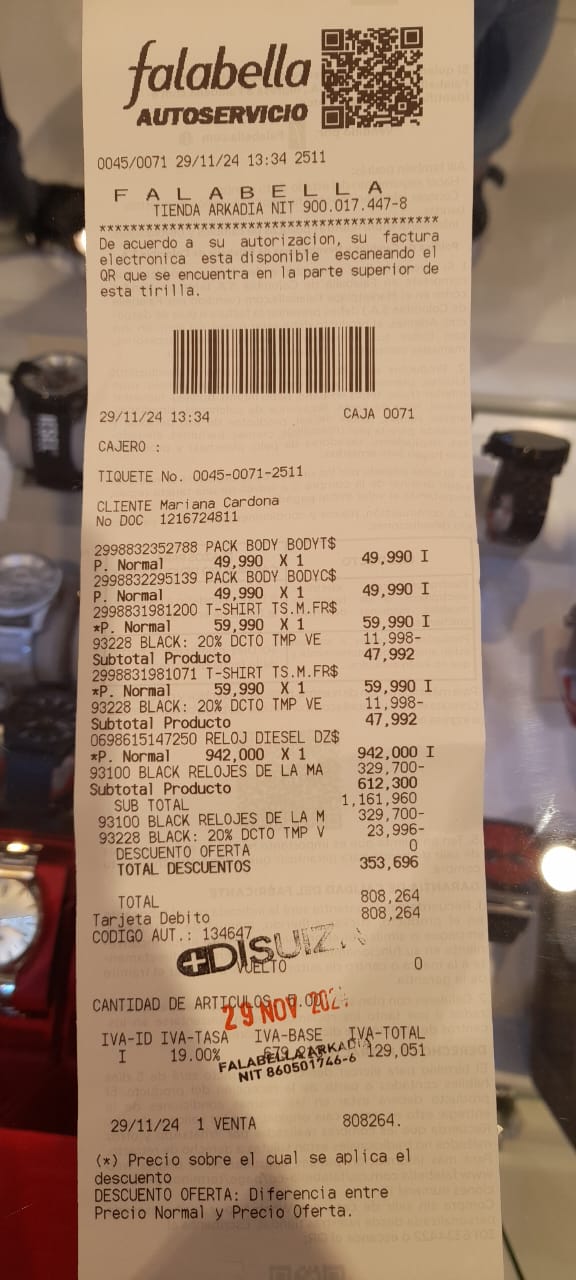 falabella
AUTOSERVICIO
0045/0071 29/11/24 13:34 2511
F A L A B E L L A
TIENDA ARKADIA NIT 900.017.447-8
****************************************
De acuerdo a su autorizacion, su factura
electronica esta disponible escaneando el
QR que se encuentra en la parte superior de
esta tirilla.
29/11/24 13:34 CAJA 0071
CAJERO :
TIQUETE No. 0045-0071-2511
CLIENTE Mariana Cardona
No DOC 1216724811
2998832352788 PACK BODY BODYT$
P. Normal 49,990 X 1 49,990 I
2998832295139 PACK BODY BODYC$
P. Normal 49,990 X 1 49,990 I
2998831981200 T-SHIRT TS.M.FR$
*P. Normal 59,990 X 1 59,990 I
93228 BLACK: 20% DCTO TMP VE 11,998-
Subtotal Producto 47,992
2998831981071 T-SHIRT TS.M.FR$
*P. Normal 59,990 X 1 59,990 I
93228 BLACK: 20% DCTO TMP VE 11,998-
Subtotal Producto 47,992
0698615147250 RELOJ DIESEL DZ$
*P. Normal 942,000 X 1 942,000 I
93100 BLACK RELOJES DE LA MA 329,700-
Subtotal Producto 612,300
SUB TOTAL 1,161,960
93100 BLACK RELOJES DE LA M 329,700-
93228 BLACK: 20% DCTO TMP V 23,996-
DESCUENTO OFERTA 0
TOTAL DESCUENTOS 353,696
TOTAL 808,264
Tarjeta Debito 808,264
CODIGO AUT.: 134647
DISUIZA
VUELTO 0
CANTIDAD DE ARTICULOS 5.00
29 NOV 202
IVA-ID IVA-TASA IVA-BASE IVA-TOTAL
I 19.00% 129,051
FALABELLA ARKADIA
NIT 860501746-6
29/11/24 1 VENTA 808264.
(*) Precio sobre el cual se aplica el
descuento
DESCUENTO OFERTA: Diferencia entre
Precio Normal y Precio Oferta.